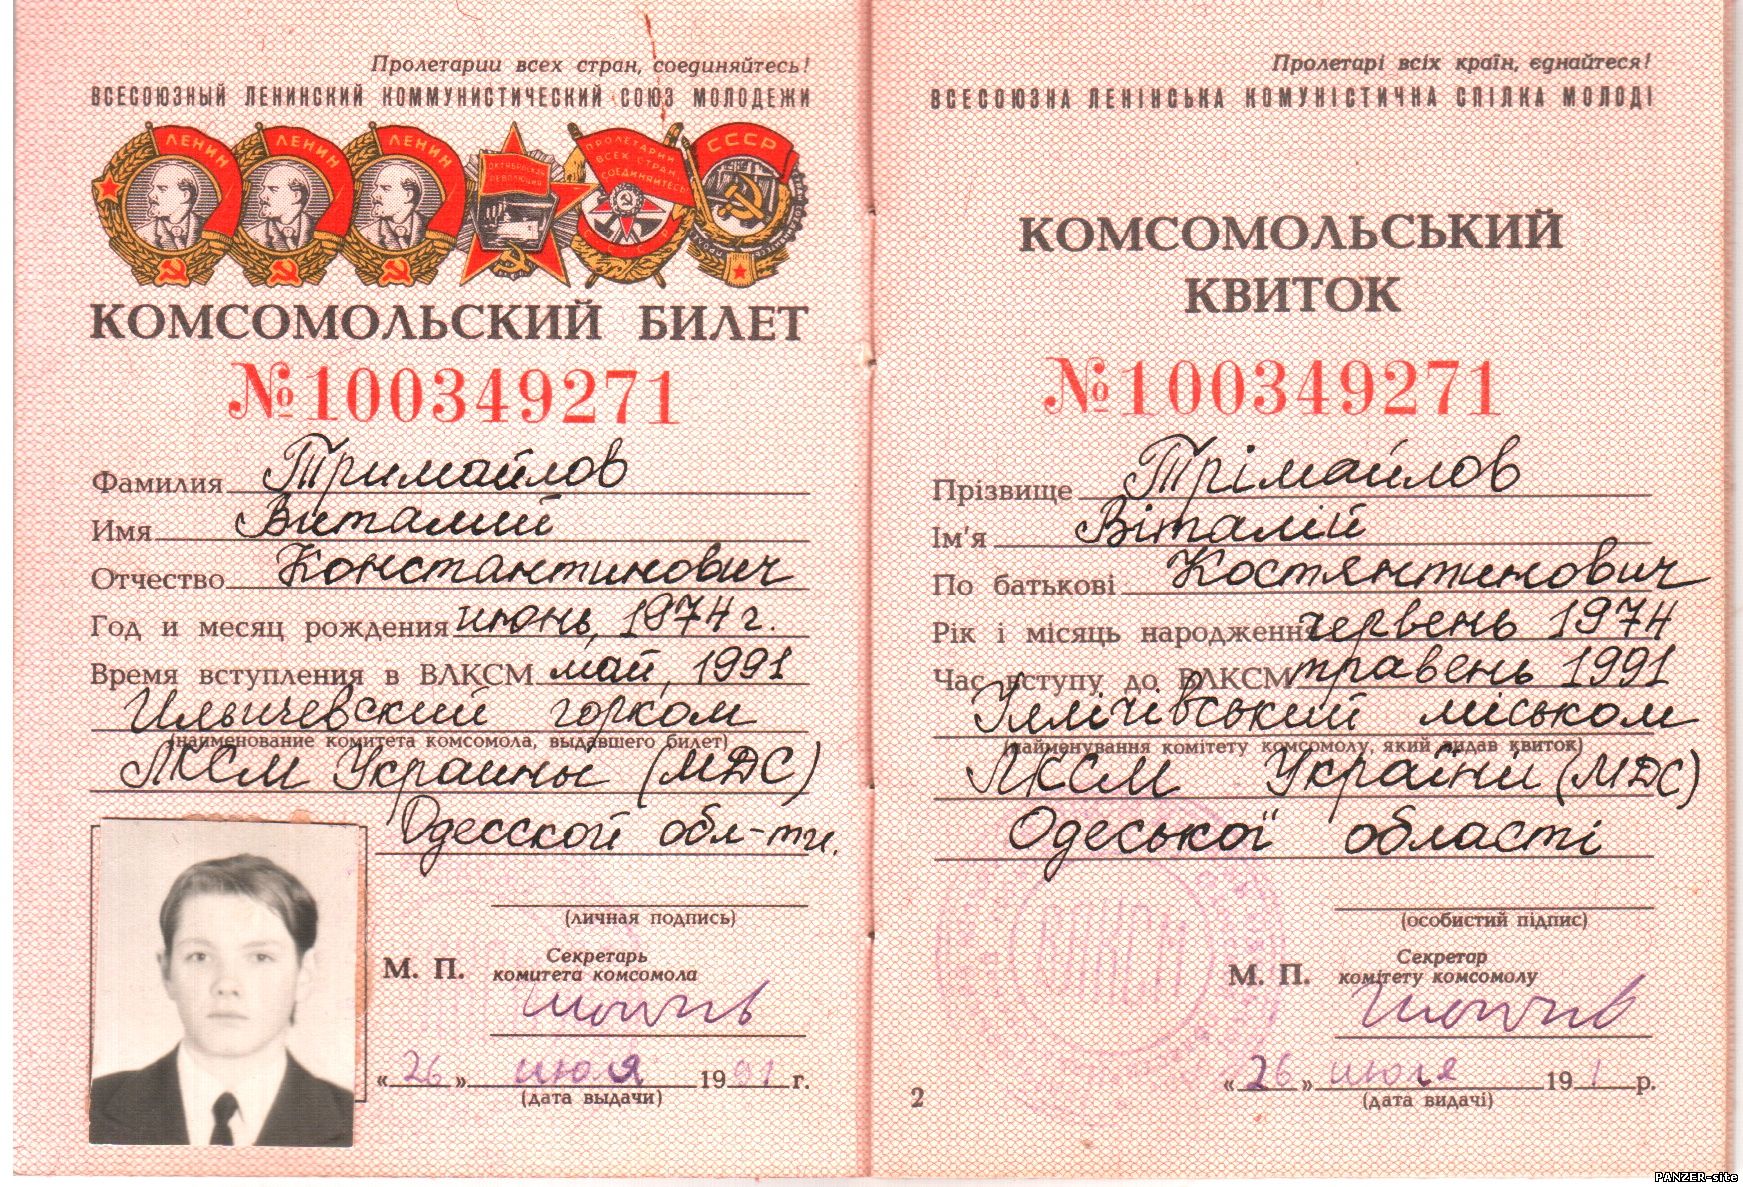 Пролетарии всех стран, соединяйтесь!
ВСЕСОЮЗНЫЙ ЛЕНИНСКИЙ КОММУНИСТИЧЕСКИЙ СОЮЗ МОЛОДЕЖИ
ЛЕНИН ЛЕНИН ЛЕНИН
ОКТЯБРЬСКАЯ РЕВОЛЮЦИЯ
ПРОЛЕТАРИИ ВСЕХ СТРАН СОЕДИНЯЙТЕСЬ
СССР
КОМСОМОЛЬСКИЙ БИЛЕТ
№100349271
Фамилия Тримайлов
Имя Виталий
Отчество Константинович
Год и месяц рождения июнь, 1974 г.
Время вступления в ВЛКСМ май, 1991
Ильичевский горком
(наименование комитета комсомола, выдавшего билет)
ЛКСМ Украины (МДС)
Одесской обл-ти.
(личная подпись)
М. П. Секретарь
комитета комсомола
«26» июля 1991 г.
(дата выдачи)
Пролетарі всіх країн, єднайтеся!
ВСЕСОЮЗНА ЛЕНІНСЬКА КОМУНІСТИЧНА СПІЛКА МОЛОДІ
КОМСОМОЛЬСЬКИЙ
КВИТОК
№100349271
Прізвище Трімайлов
Ім'я Віталій
По батькові Костянтинович
Рік і місяць народження червень 1974
Час вступу до ВЛКСМ травень 1991
Іллічівський міськом
(найменування комітету комсомолу, який видав квиток)
ЛКСМ України (МДС)
Одеської області
(особистий підпис)
М. П. Секретар
комітету комсомолу
«26» июля 19 1 р.
(дата видачі)
2
PANZER-site